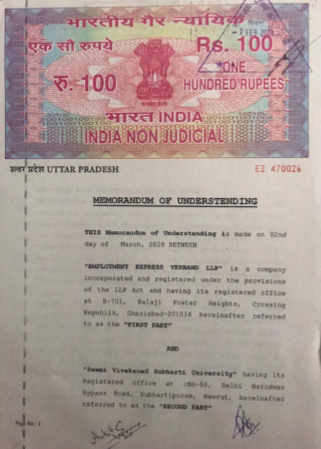 भारतीय गैर न्यायिक
एक सौ रुपये
Rs. 100
रु. 100
ONE
HUNDRED RUPEES
भारत INDIA
INDIA NON JUDICIAL
उत्तर प्रदेश UTTAR PRADESH
EZ 470026
MEMORANDUM OF UNDERSTENDING
THIS Memorandum of Understanding is made on 02nd
day of March, 2020 BETWEEN
"EMPLOYMENT EXPRESS VERBAND LLP" is a company
incorporated and registered under the provisions
of the LLP Act and having its registered office
at B-701, Balaji Foster Heights, Crossing
Republik, Ghaziabad-201016 hereinafter referred
to as the "FIRST PART"
AND
"Swami Vivekanad Subharti University" having its
Registered office at :NH-58, Delhi Haridwar
Bypass Road, Subhartipuram, Meerut, hereinafter
referred to as the "SECOND PART"
Page No: 1